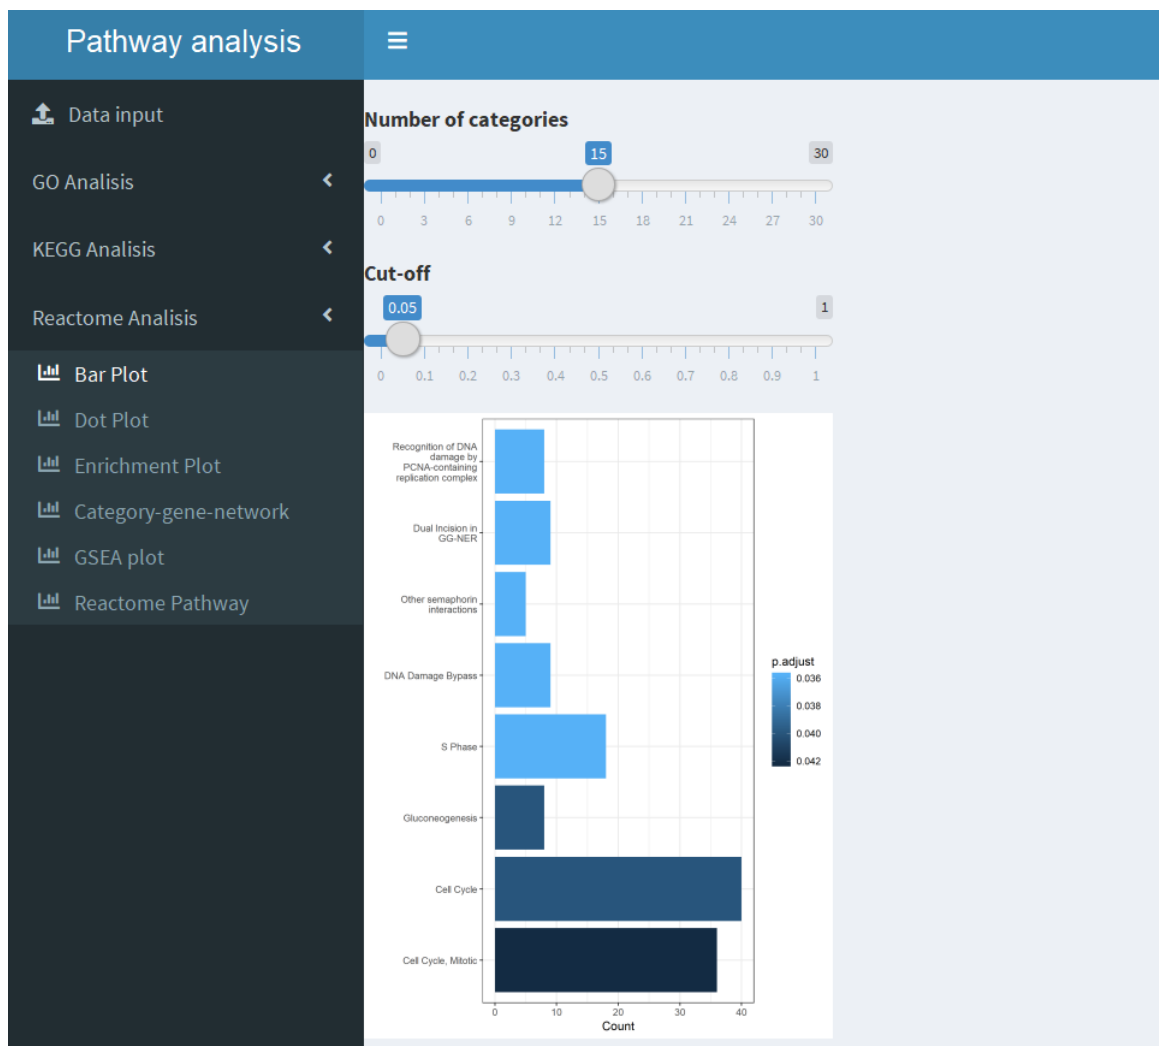 Pathway analysis
Data input
GO Analisis
KEGG Analisis
Reactome Analisis
Bar Plot
Dot Plot
Enrichment Plot
Category-gene-network
GSEA plot
Reactome Pathway
Number of categories
0 15 30
0 3 6 9 12 15 18 21 24 27 30
Cut-off
0.05 1
0 0.1 0.2 0.3 0.4 0.5 0.6 0.7 0.8 0.9 1
Recognition of DNA
damage by
PCNA-containing
replication complex
Dual Incision in
GG-NER
Other semaphorin
interactions
DNA Damage Bypass
S Phase
Gluconeogenesis
Cell Cycle
Cell Cycle, Mitotic
0 10 20 30 40
Count
p.adjust
0.036
0.038
0.040
0.042